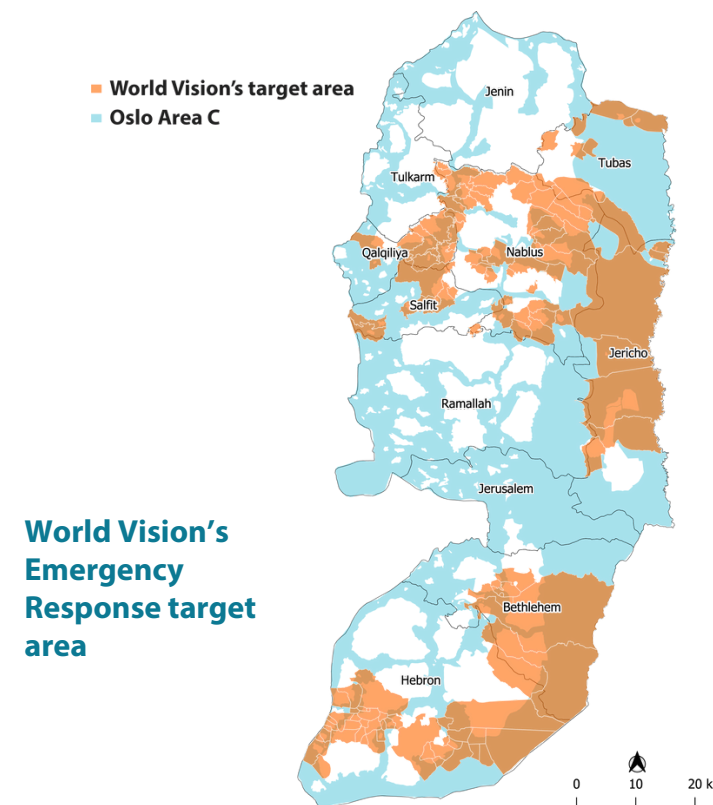 World Vision’s target area
Oslo Area C
Jenin
Tubas
Tulkarm
Qalqiliya
Nablus
Salfit
Jericho
Ramallah
Jerusalem
World Vision’s
Emergency
Response target
area
Bethlehem
Hebron
0 10 20 k